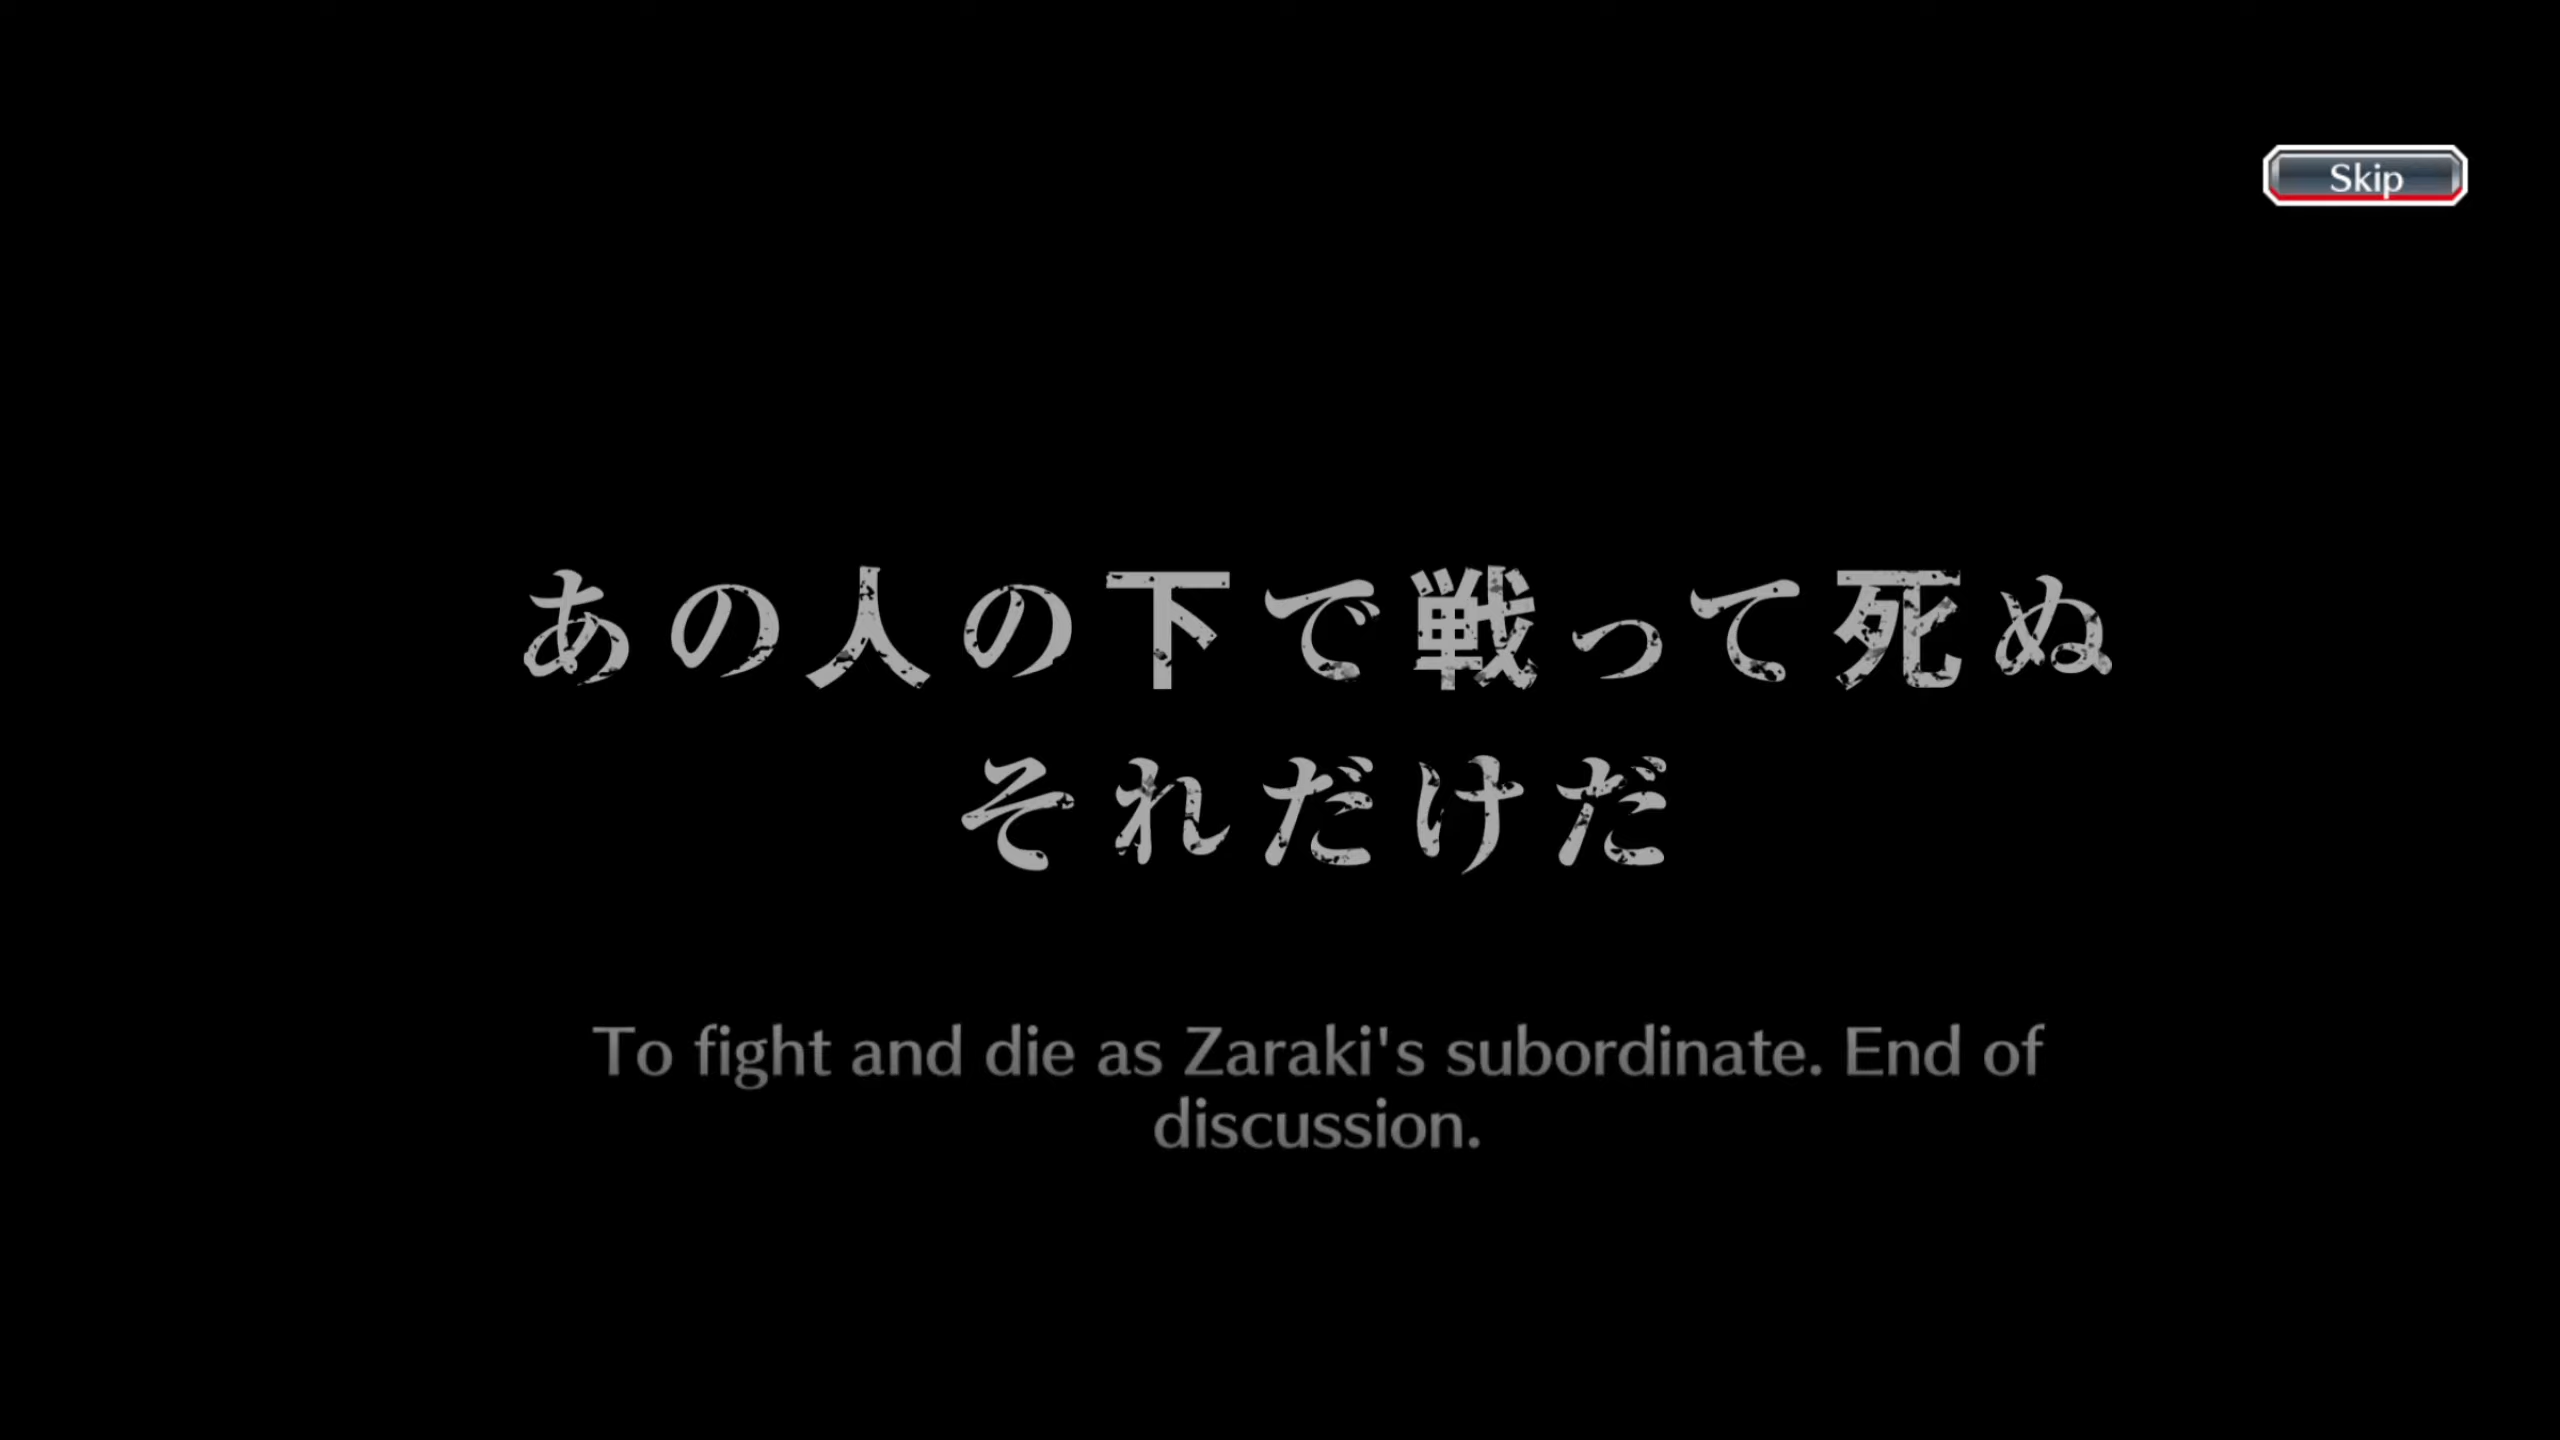 Skip
あの人の下で戦って死ぬ
それだけだ
To fight and die as Zaraki's subordinate. End of
discussion.